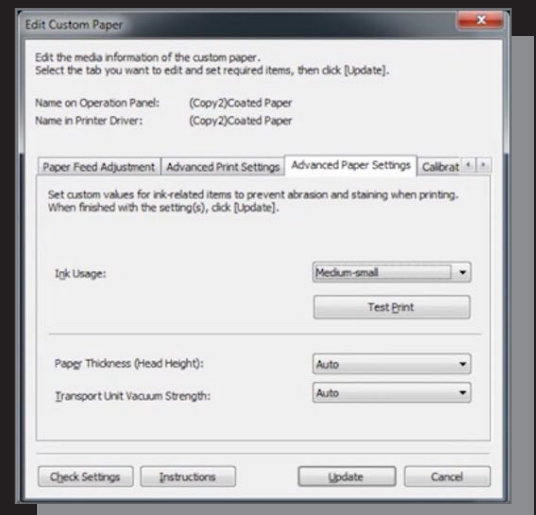 Edit Custom Paper
Edit the media information of the custom paper.
Select the tab you want to edit and set required items, then click [Update].
Name on Operation Panel: (Copy2)Coated Paper
Name in Printer Driver: (Copy2)Coated Paper
Paper Feed Adjustment Advanced Print Settings Advanced Paper Settings Calibrat
Set custom values for ink-related items to prevent abrasion and staining when printing.
When finished with the setting(s), click [Update].
Ink Usage: Medium-small
Test Print
Paper Thickness (Head Height): Auto
Transport Unit Vacuum Strength: Auto
Check Settings Instructions Update Cancel